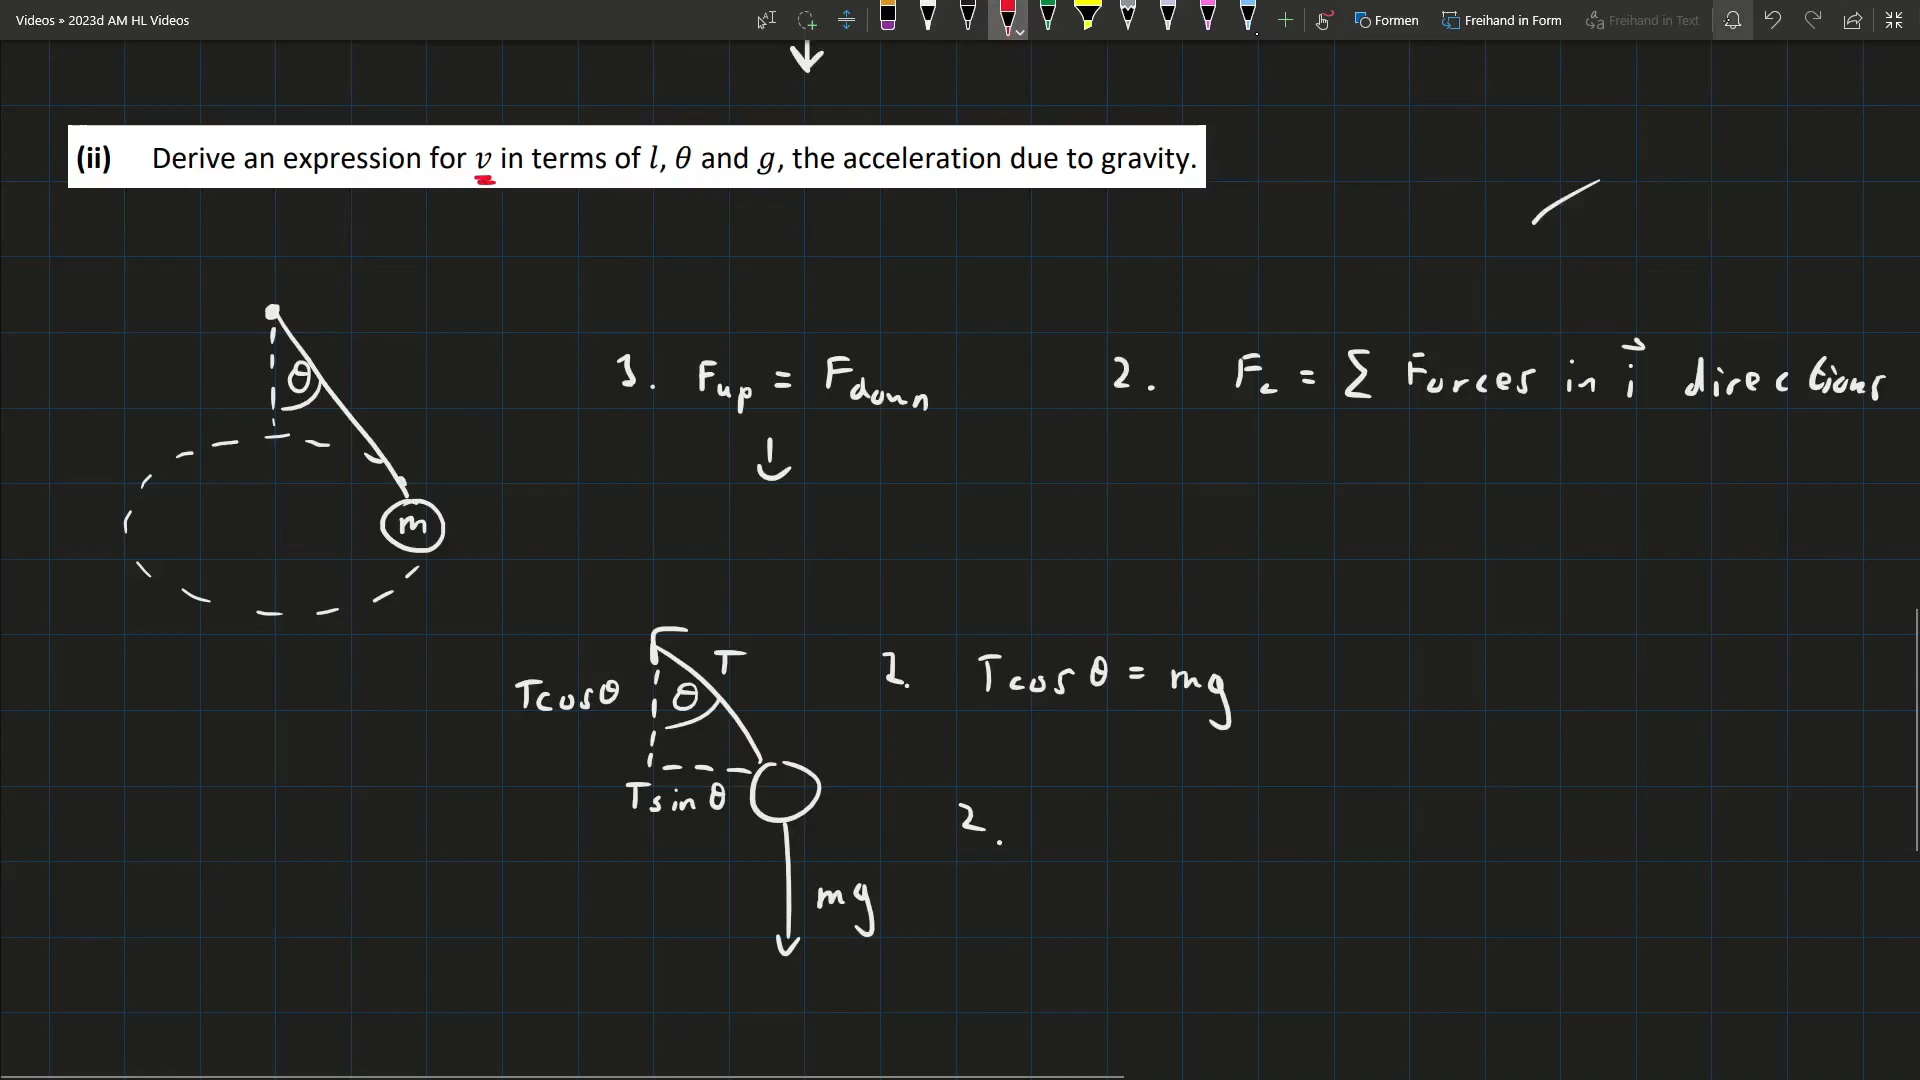 Videos » 2023d AM HL Videos
Formen
Freihand in Form
Freihand in Text
(ii) Derive an expression for v in terms of l, θ and g, the acceleration due to gravity.
θ
m
1. Fup = Fdown
2. Fc = Σ Forces in i⃗ directions
T
Tcosθ
θ
Tsinθ
mg
1. Tcosθ = mg
2.